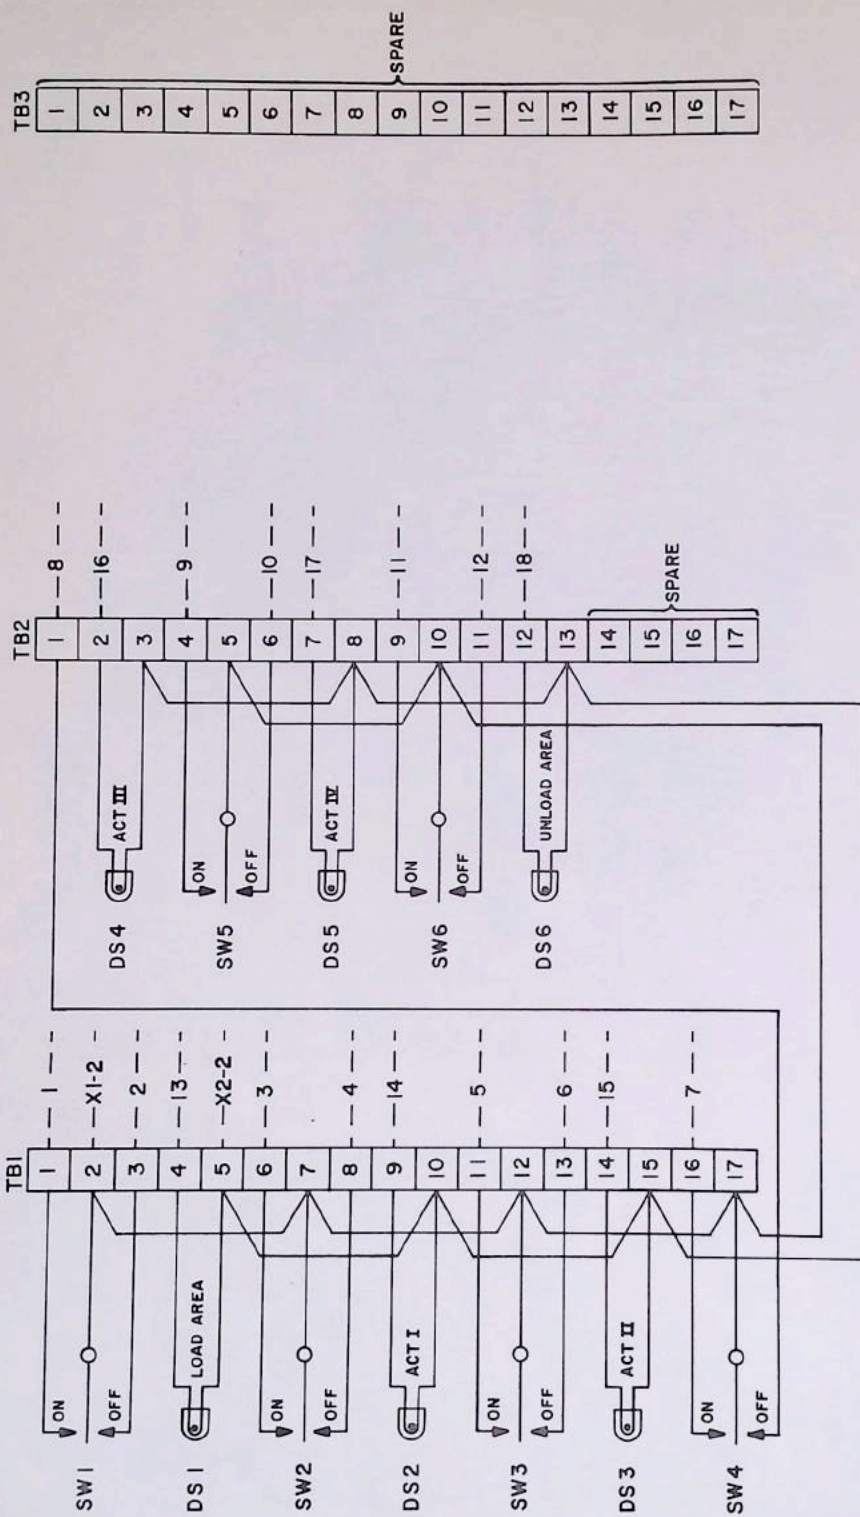 TB1
1
2
3
4
5
6
7
8
9
10
11
12
13
14
15
16
17
1
X1-2
2
13
X2-2
3
4
14
5
6
15
7
SW1
ON
OFF
DS1
LOAD AREA
SW2
ON
OFF
DS2
ACT I
SW3
ON
OFF
DS3
ACT II
SW4
ON
OFF
TB2
1
2
3
4
5
6
7
8
9
10
11
12
13
14
15
16
17
SPARE
8
16
9
10
17
11
12
18
DS4
ACT III
SW5
ON
OFF
DS5
ACT IV
SW6
ON
OFF
DS6
UNLOAD AREA
TB3
1
2
3
4
5
6
7
8
9
10
11
12
13
14
15
16
17
SPARE